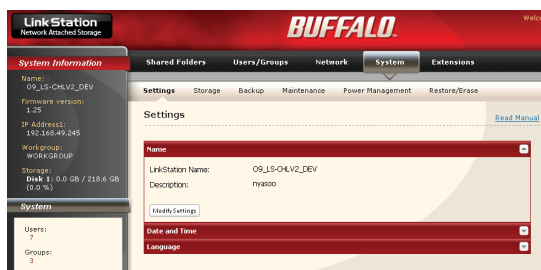 LinkStation
Network Attached Storage
BUFFALO
Welc
System Information
Shared Folders Users/Groups Network System Extensions
Name:
O9_LS-CHLV2_DEV
Firmware version:
1.25
IP Address1:
192.168.49.245
Workgroup:
WORKGROUP
Storage:
Disk 1: 0.0 GB / 218.6 GB
(0.0 %)
System
Users:
7
Groups:
3
Settings Storage Backup Maintenance Power Management Restore/Erase
Settings
Read Manual
Name
LinkStation Name: O9_LS-CHLV2_DEV
Description: nyasoo
Modify Settings
Date and Time
Language